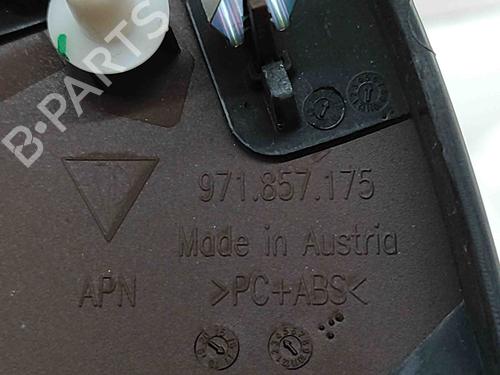 B-PARTS
971.857.175
Made in Austria
APN >PC+ABS<